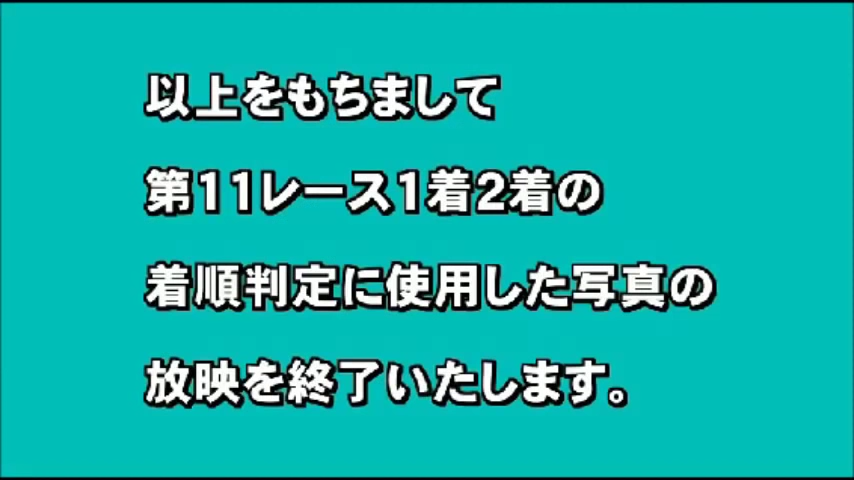 以上をもちまして
第11レース1着2着の
着順判定に使用した写真の
放映を終了いたします。